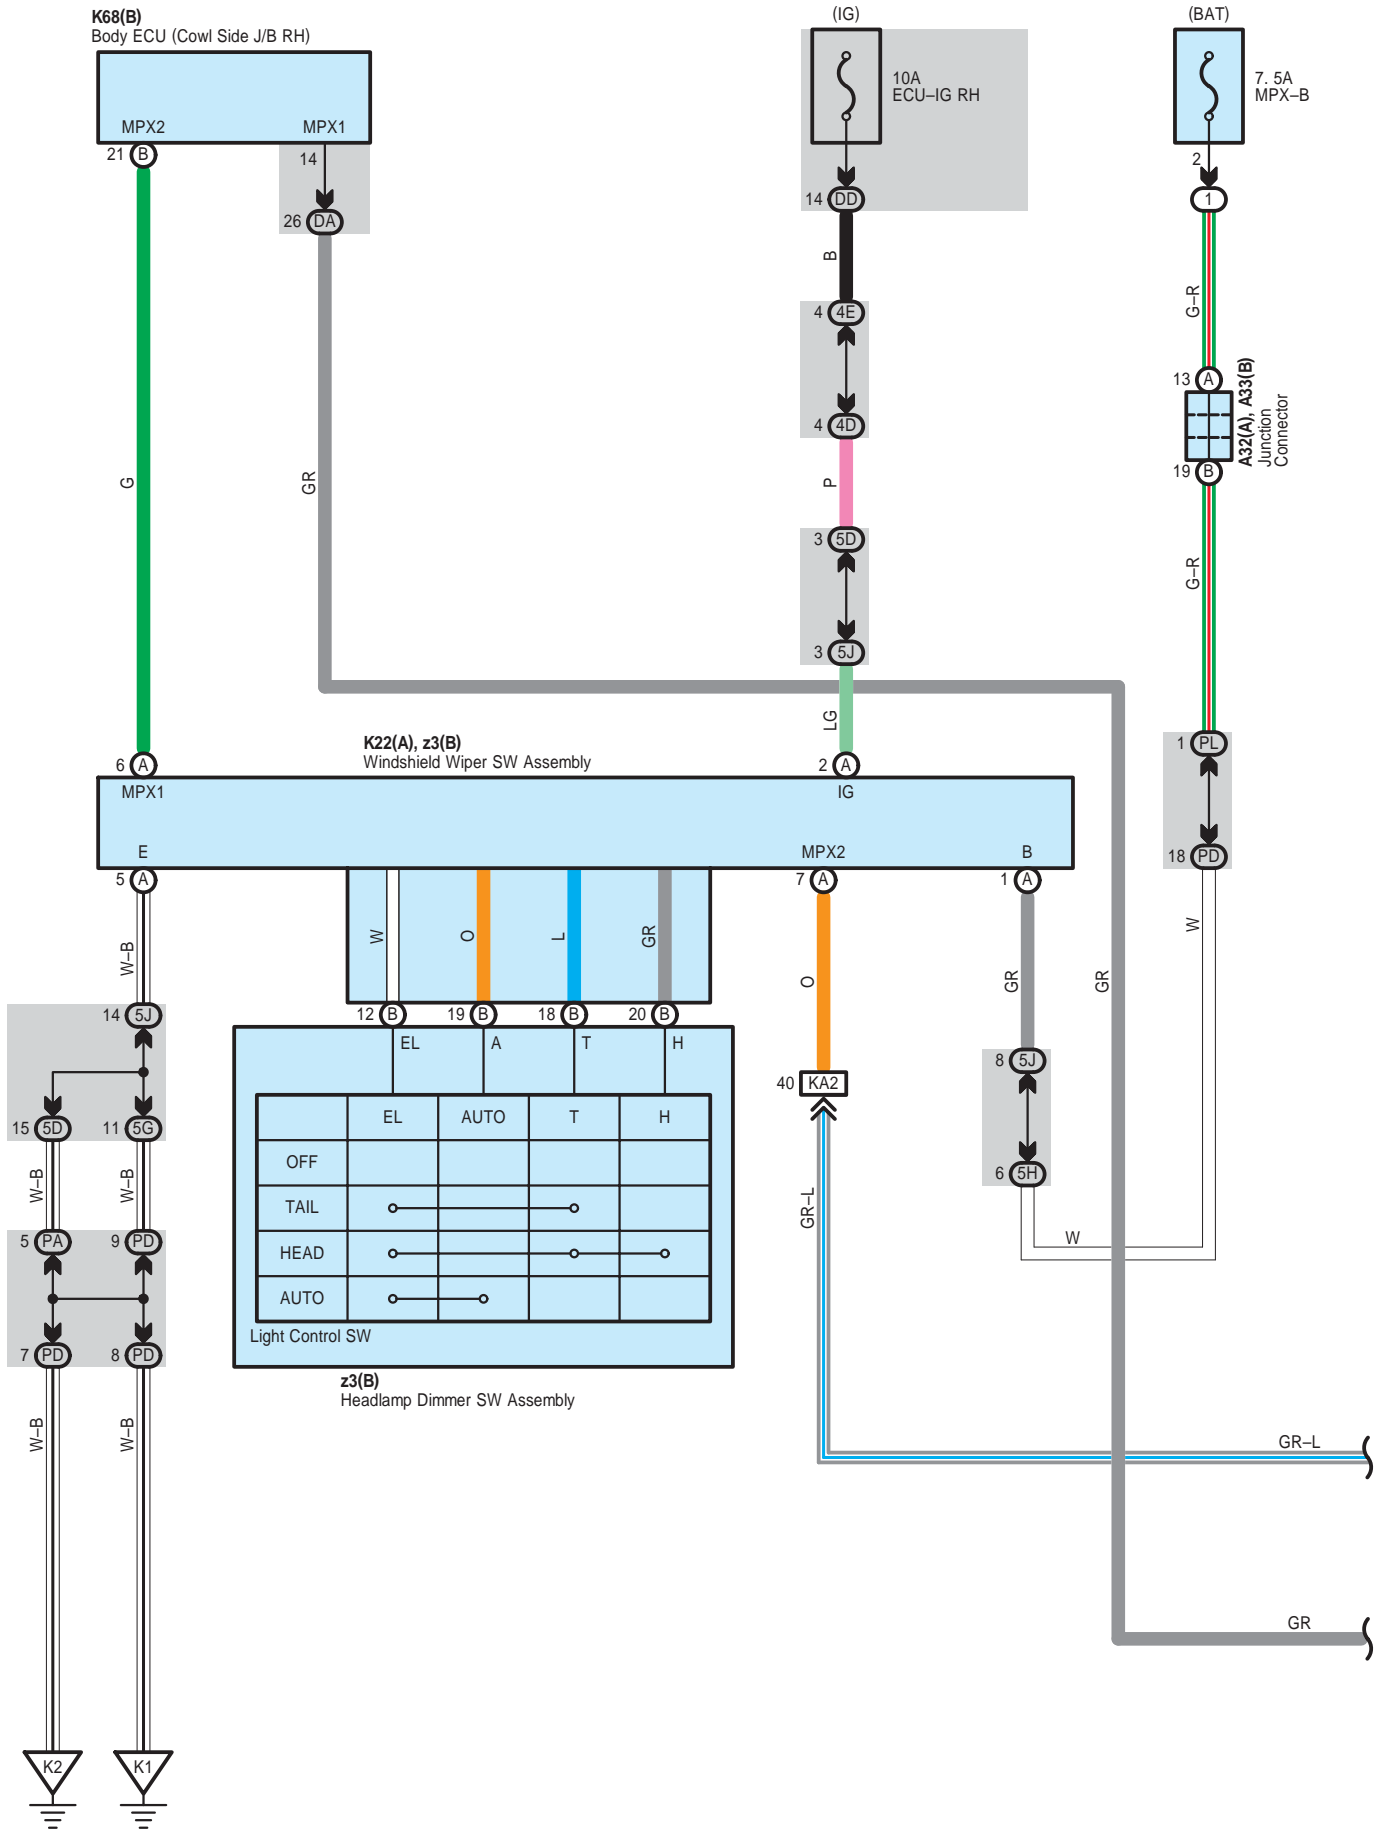 K68(B)
Body ECU (Cowl Side J/B RH)
(IG)
(BAT)
10A
ECU–IG RH
7. 5A
MPX–B
MPX2
MPX1
21 B
14
2
26 DA
14 DD
1
B
G–R
4 4E
13 A
A32(A), A33(B)
Junction
Connector
4 4D
19 B
G
GR
P
3 5D
G–R
3 5J
LG
K22(A), z3(B)
Windshield Wiper SW Assembly
1 PL
6 A
2 A
MPX1
IG
E
MPX2
B
18 PD
5 A
7 A
1 A
W
O
L
GR
W
W–B
O
GR
GR
14 5J
12 B
19 B
18 B
20 B
EL
A
T
H
8 5J
40 KA2
EL
AUTO
T
H
15 5D
11 5G
OFF
6 5H
W–B
W–B
TAIL
GR–L
5 PA
9 PD
HEAD
W
AUTO
Light Control SW
7 PD
8 PD
z3(B)
Headlamp Dimmer SW Assembly
W–B
W–B
GR–L
GR
K2
K1